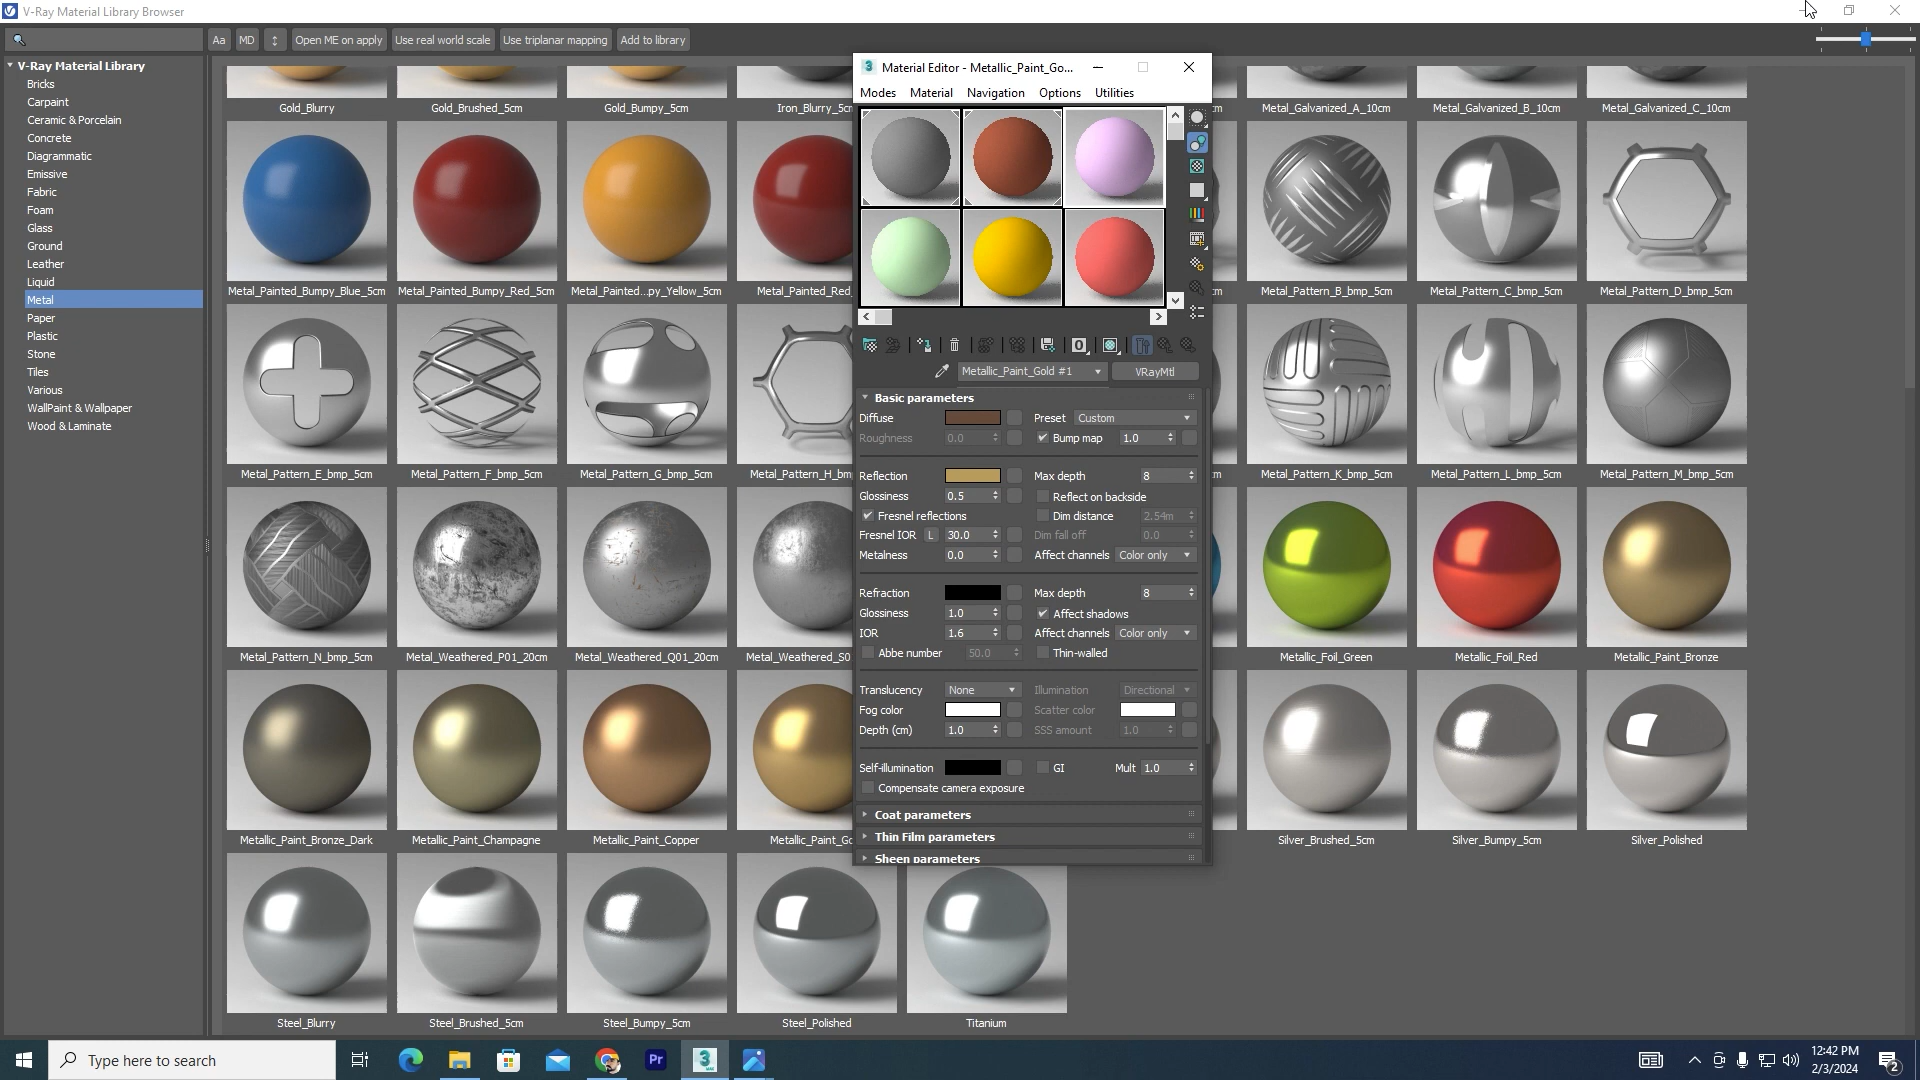 V-Ray Material Library Browser
Aa MD Open ME on apply Use real world scale Use triplanar mapping Add to library
V-Ray Material Library
Bricks
Carpaint
Ceramic & Porcelain
Concrete
Diagrammatic
Emissive
Fabric
Foam
Glass
Ground
Leather
Liquid
Metal
Paper
Plastic
Stone
Tiles
Various
WallPaint & Wallpaper
Wood & Laminate
Gold_Blurry Gold_Brushed_5cm Gold_Bumpy_5cm Iron_Blurry_5c Metal_Galvanized_A_10cm Metal_Galvanized_B_10cm Metal_Galvanized_C_10cm
Metal_Painted_Bumpy_Blue_5cm Metal_Painted_Bumpy_Red_5cm Metal_Painted...py_Yellow_5cm Metal_Painted_Red Metal_Pattern_B_bmp_5cm Metal_Pattern_C_bmp_5cm Metal_Pattern_D_bmp_5cm
Metal_Pattern_E_bmp_5cm Metal_Pattern_F_bmp_5cm Metal_Pattern_G_bmp_5cm Metal_Pattern_H_bm Metal_Pattern_K_bmp_5cm Metal_Pattern_L_bmp_5cm Metal_Pattern_M_bmp_5cm
Metal_Pattern_N_bmp_5cm Metal_Weathered_P01_20cm Metal_Weathered_Q01_20cm Metal_Weathered_S0 Metallic_Foil_Green Metallic_Foil_Red Metallic_Paint_Bronze
Metallic_Paint_Bronze_Dark Metallic_Paint_Champagne Metallic_Paint_Copper Metallic_Paint_Go Silver_Brushed_5cm Silver_Bumpy_5cm Silver_Polished
Steel_Blurry Steel_Brushed_5cm Steel_Bumpy_5cm Steel_Polished Titanium
3 Material Editor - Metallic_Paint_Go...
Modes Material Navigation Options Utilities
Metallic_Paint_Gold #1 VRayMtl
Basic parameters
Diffuse Preset Custom
Roughness 0.0 Bump map 1.0
Reflection Max depth 8
Glossiness 0.5 Reflect on backside
Fresnel reflections Dim distance 2.54m
Fresnel IOR L 30.0 Dim fall off 0.0
Metalness 0.0 Affect channels Color only
Refraction Max depth 8
Glossiness 1.0 Affect shadows
IOR 1.6 Affect channels Color only
Abbe number 50.0 Thin-walled
Translucency None Illumination Directional
Fog color Scatter color
Depth (cm) 1.0 SSS amount 1.0
Self-illumination GI Mult 1.0
Compensate camera exposure
Coat parameters
Thin Film parameters
Sheen parameters
Type here to search
Pr
3
12:42 PM
2/3/2024
2